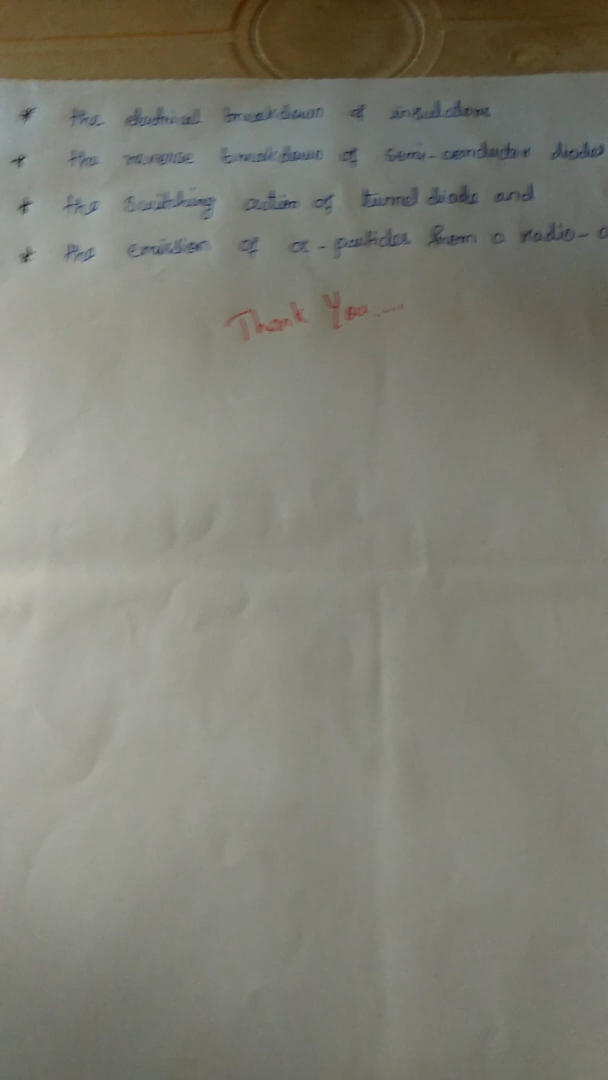 * the electrical breakdown of insulators
* the reverse breakdown of semi-conductor diodes
* the switching action of tunnel diode and
* the emission of α-particles from a radio-a
Thank You....